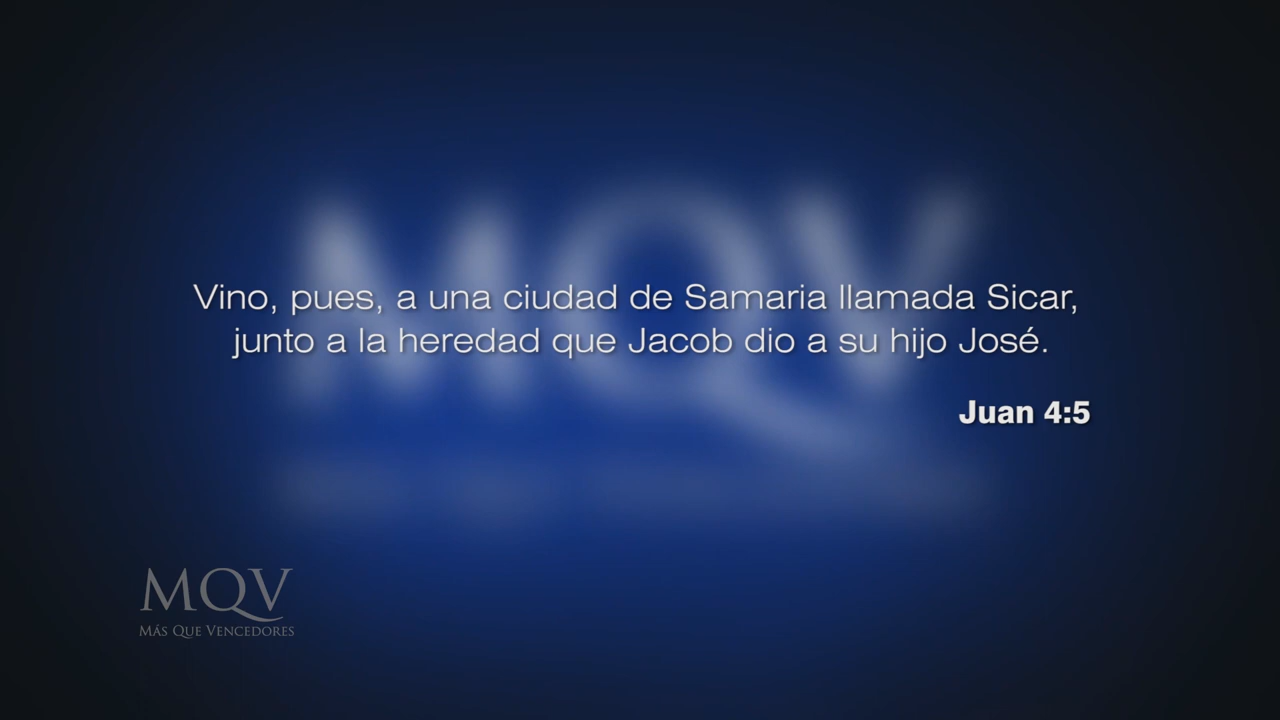 Vino, pues, a una ciudad de Samaria llamada Sicar,
junto a la heredad que Jacob dio a su hijo José.
Juan 4:5
MQV
MQV
MÁS QUE VENCEDORES